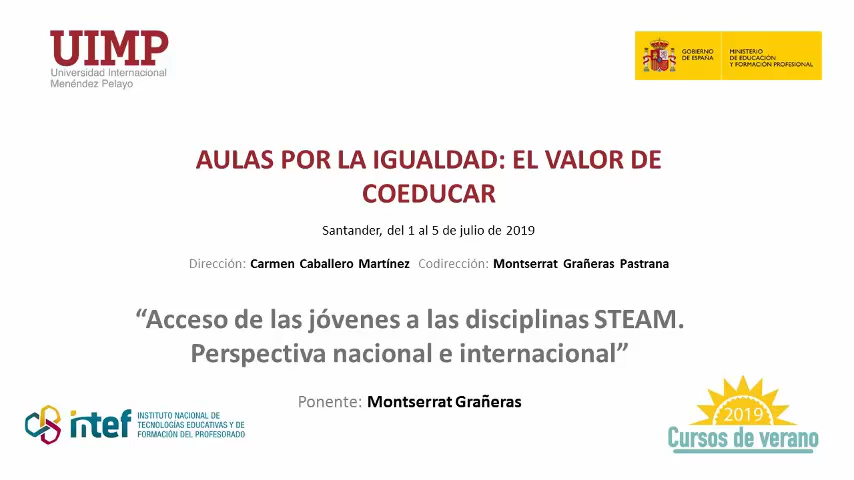 UIMP
Universidad Internacional
Menéndez Pelayo
GOBIERNO
DE ESPAÑA
MINISTERIO
DE EDUCACIÓN
Y FORMACIÓN PROFESIONAL
AULAS POR LA IGUALDAD: EL VALOR DE
COEDUCAR
Santander, del 1 al 5 de julio de 2019
Dirección: Carmen Caballero Martínez Codirección: Montserrat Grañeras Pastrana
“Acceso de las jóvenes a las disciplinas STEAM.
Perspectiva nacional e internacional”
Ponente: Montserrat Grañeras
intef
INSTITUTO NACIONAL DE
TECNOLOGÍAS EDUCATIVAS Y DE
FORMACIÓN DEL PROFESORADO
2019
Cursos de verano